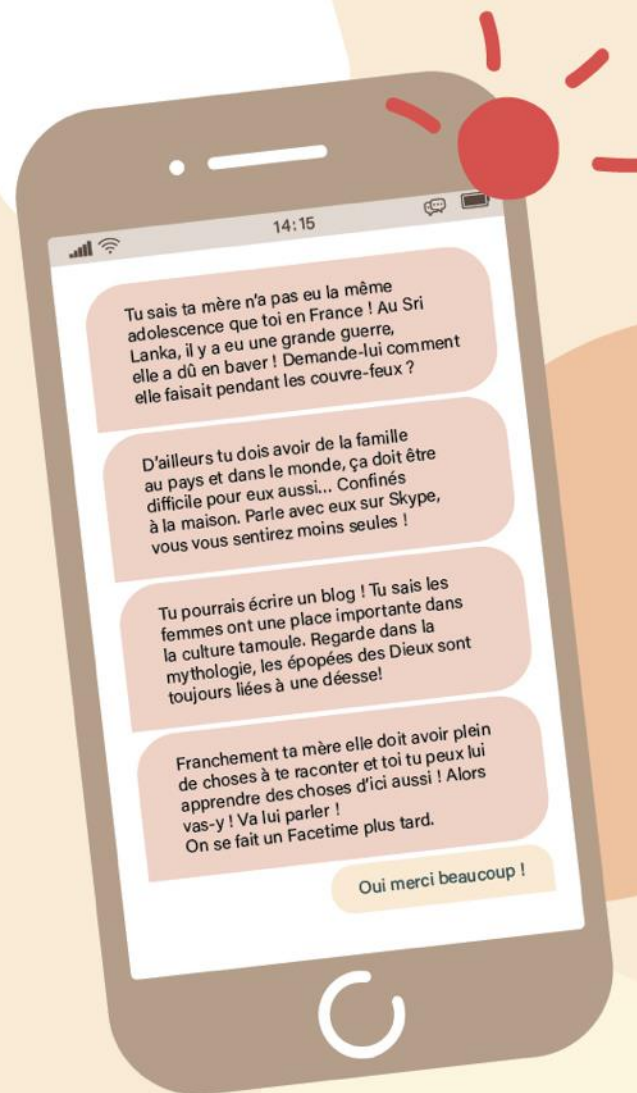 14:15
Tu sais ta mère n'a pas eu la même
adolescence que toi en France ! Au Sri
Lanka, il y a eu une grande guerre,
elle a dû en baver ! Demande-lui comment
elle faisait pendant les couvre-feux ?
D'ailleurs tu dois avoir de la famille
au pays et dans le monde, ça doit être
difficile pour eux aussi... Confinés
à la maison. Parle avec eux sur Skype,
vous vous sentirez moins seules !
Tu pourrais écrire un blog ! Tu sais les
femmes ont une place importante dans
la culture tamoule. Regarde dans la
mythologie, les épopées des Dieux sont
toujours liées à une déesse!
Franchement ta mère elle doit avoir plein
de choses à te raconter et toi tu peux lui
apprendre des choses d'ici aussi ! Alors
vas-y ! Va lui parler !
On se fait un Facetime plus tard.
Oui merci beaucoup !